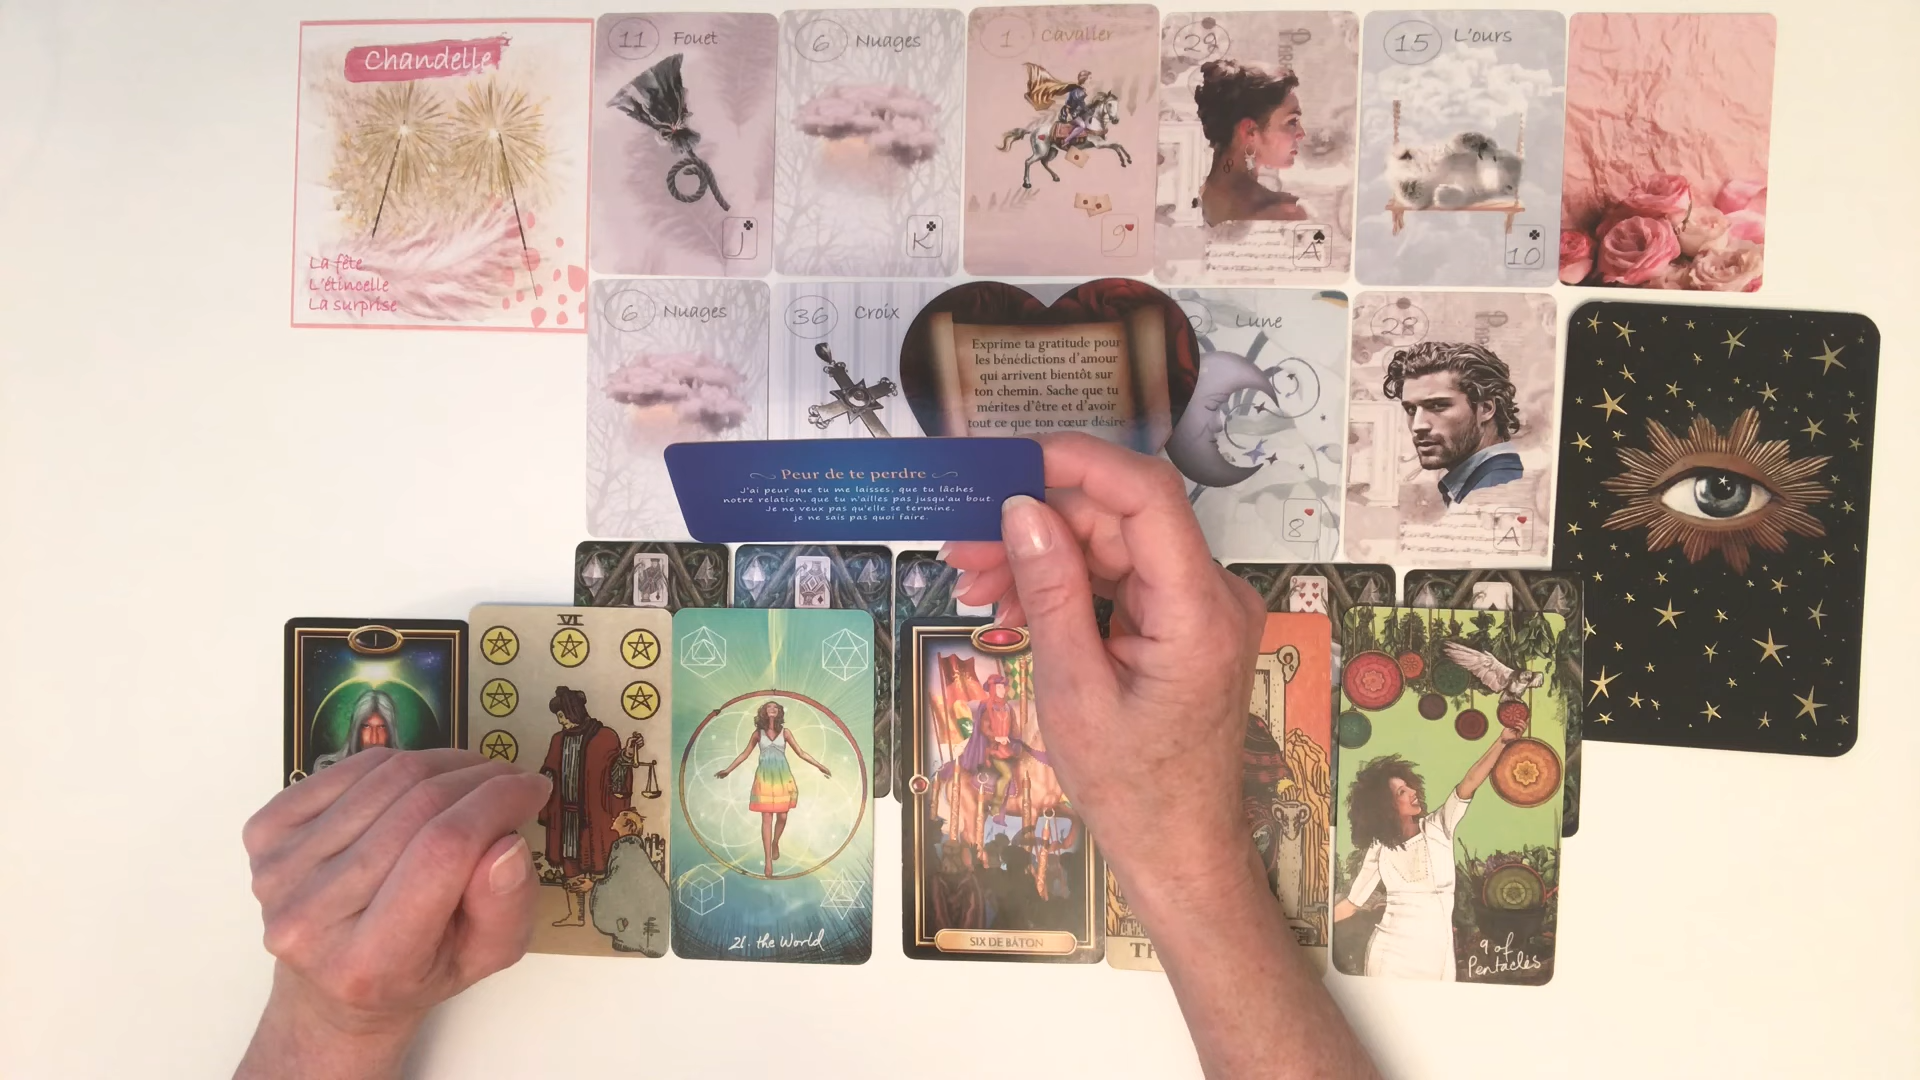 Chandelle
La fête
L'étincelle
La surprise
11 Fouet
J
6 Nuages
K
1 Cavalier
9
29
A
15 L'ours
10
6 Nuages
36 Croix
Exprime ta gratitude pour
les bénédictions d'amour
qui arrivent bientôt sur
ton chemin. Sache que tu
mérites d'être et d'avoir
tout ce que ton cœur désire
Lune
8
28
A
Peur de te perdre
J'ai peur que tu me laisses, que tu lâches
notre relation, que tu n'ailles pas jusqu'au bout.
Je ne veux pas qu'elle se termine,
je ne sais pas quoi faire.
I
VI
21. the World
SIX DE BÂTON
9 of
Pentacles